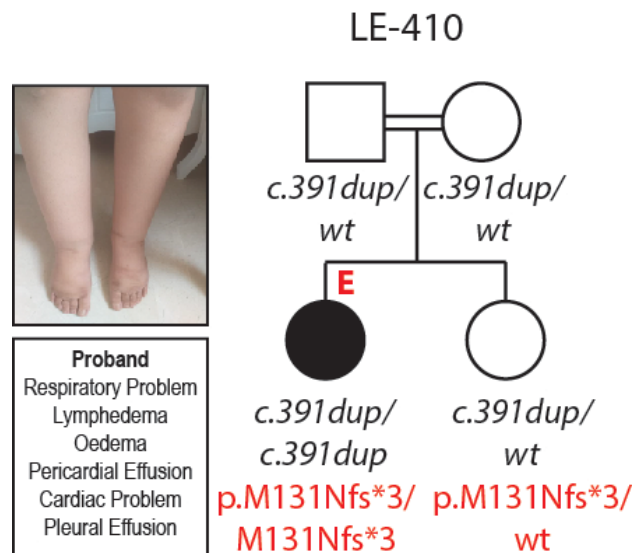 LE-410
c.391dup/ c.391dup/
wt wt
E
Proband
Respiratory Problem
Lymphedema
Oedema
Pericardial Effusion
Cardiac Problem
Pleural Effusion
c.391dup/
c.391dup
p.M131Nfs*3/
M131Nfs*3
c.391dup/
wt
p.M131Nfs*3/
wt